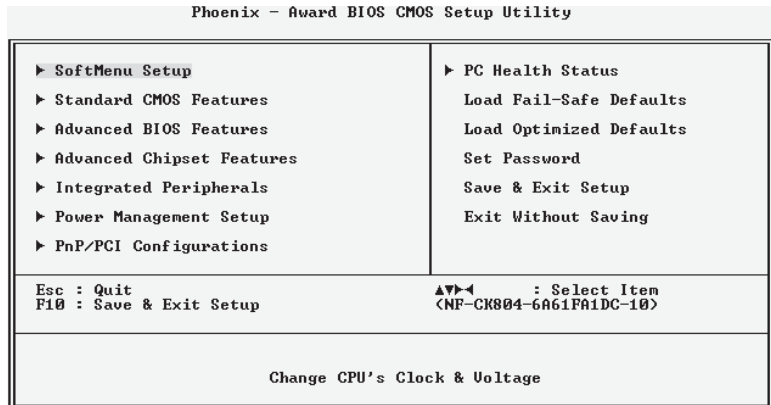 Phoenix – Award BIOS CMOS Setup Utility
▶ SoftMenu Setup
▶ Standard CMOS Features
▶ Advanced BIOS Features
▶ Advanced Chipset Features
▶ Integrated Peripherals
▶ Power Management Setup
▶ PnP/PCI Configurations
▶ PC Health Status
Load Fail-Safe Defaults
Load Optimized Defaults
Set Password
Save & Exit Setup
Exit Without Saving
Esc : Quit
F10 : Save & Exit Setup
▲▼▶◀ : Select Item
(NF-CK804-6A61FA1DC-10)
Change CPU's Clock & Voltage